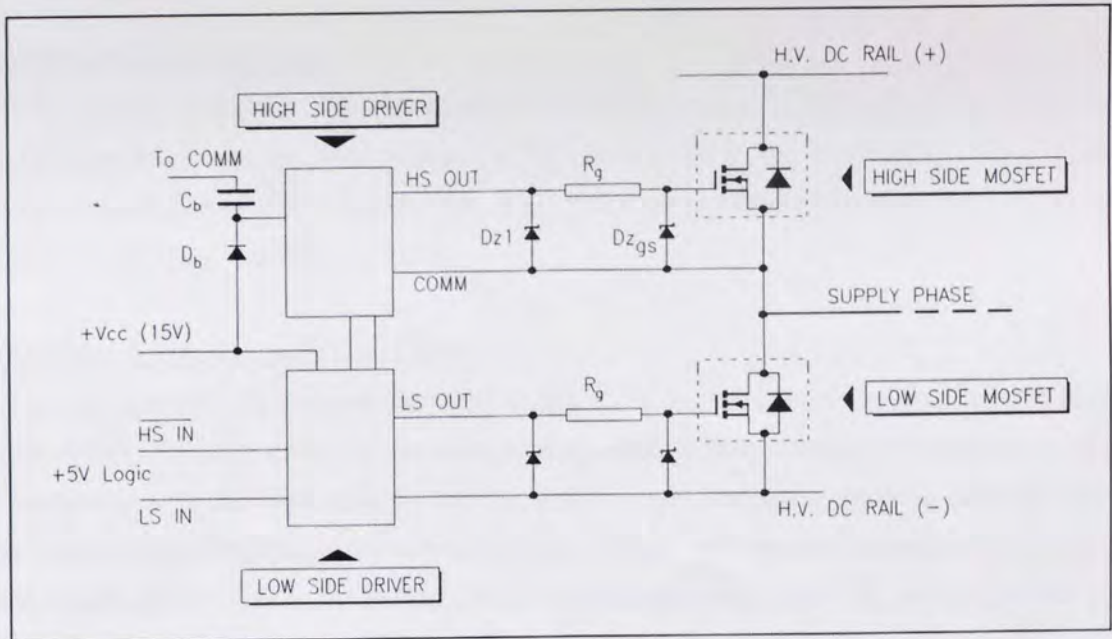 H.V. DC RAIL (+)
HIGH SIDE DRIVER
To COMM
HS OUT
Rg
HIGH SIDE MOSFET
Cb
Dz1
Dzgs
Db
COMM
SUPPLY PHASE
+Vcc (15V)
Rg
LS OUT
LOW SIDE MOSFET
HS IN
+5V Logic
LS IN
H.V. DC RAIL (-)
LOW SIDE DRIVER